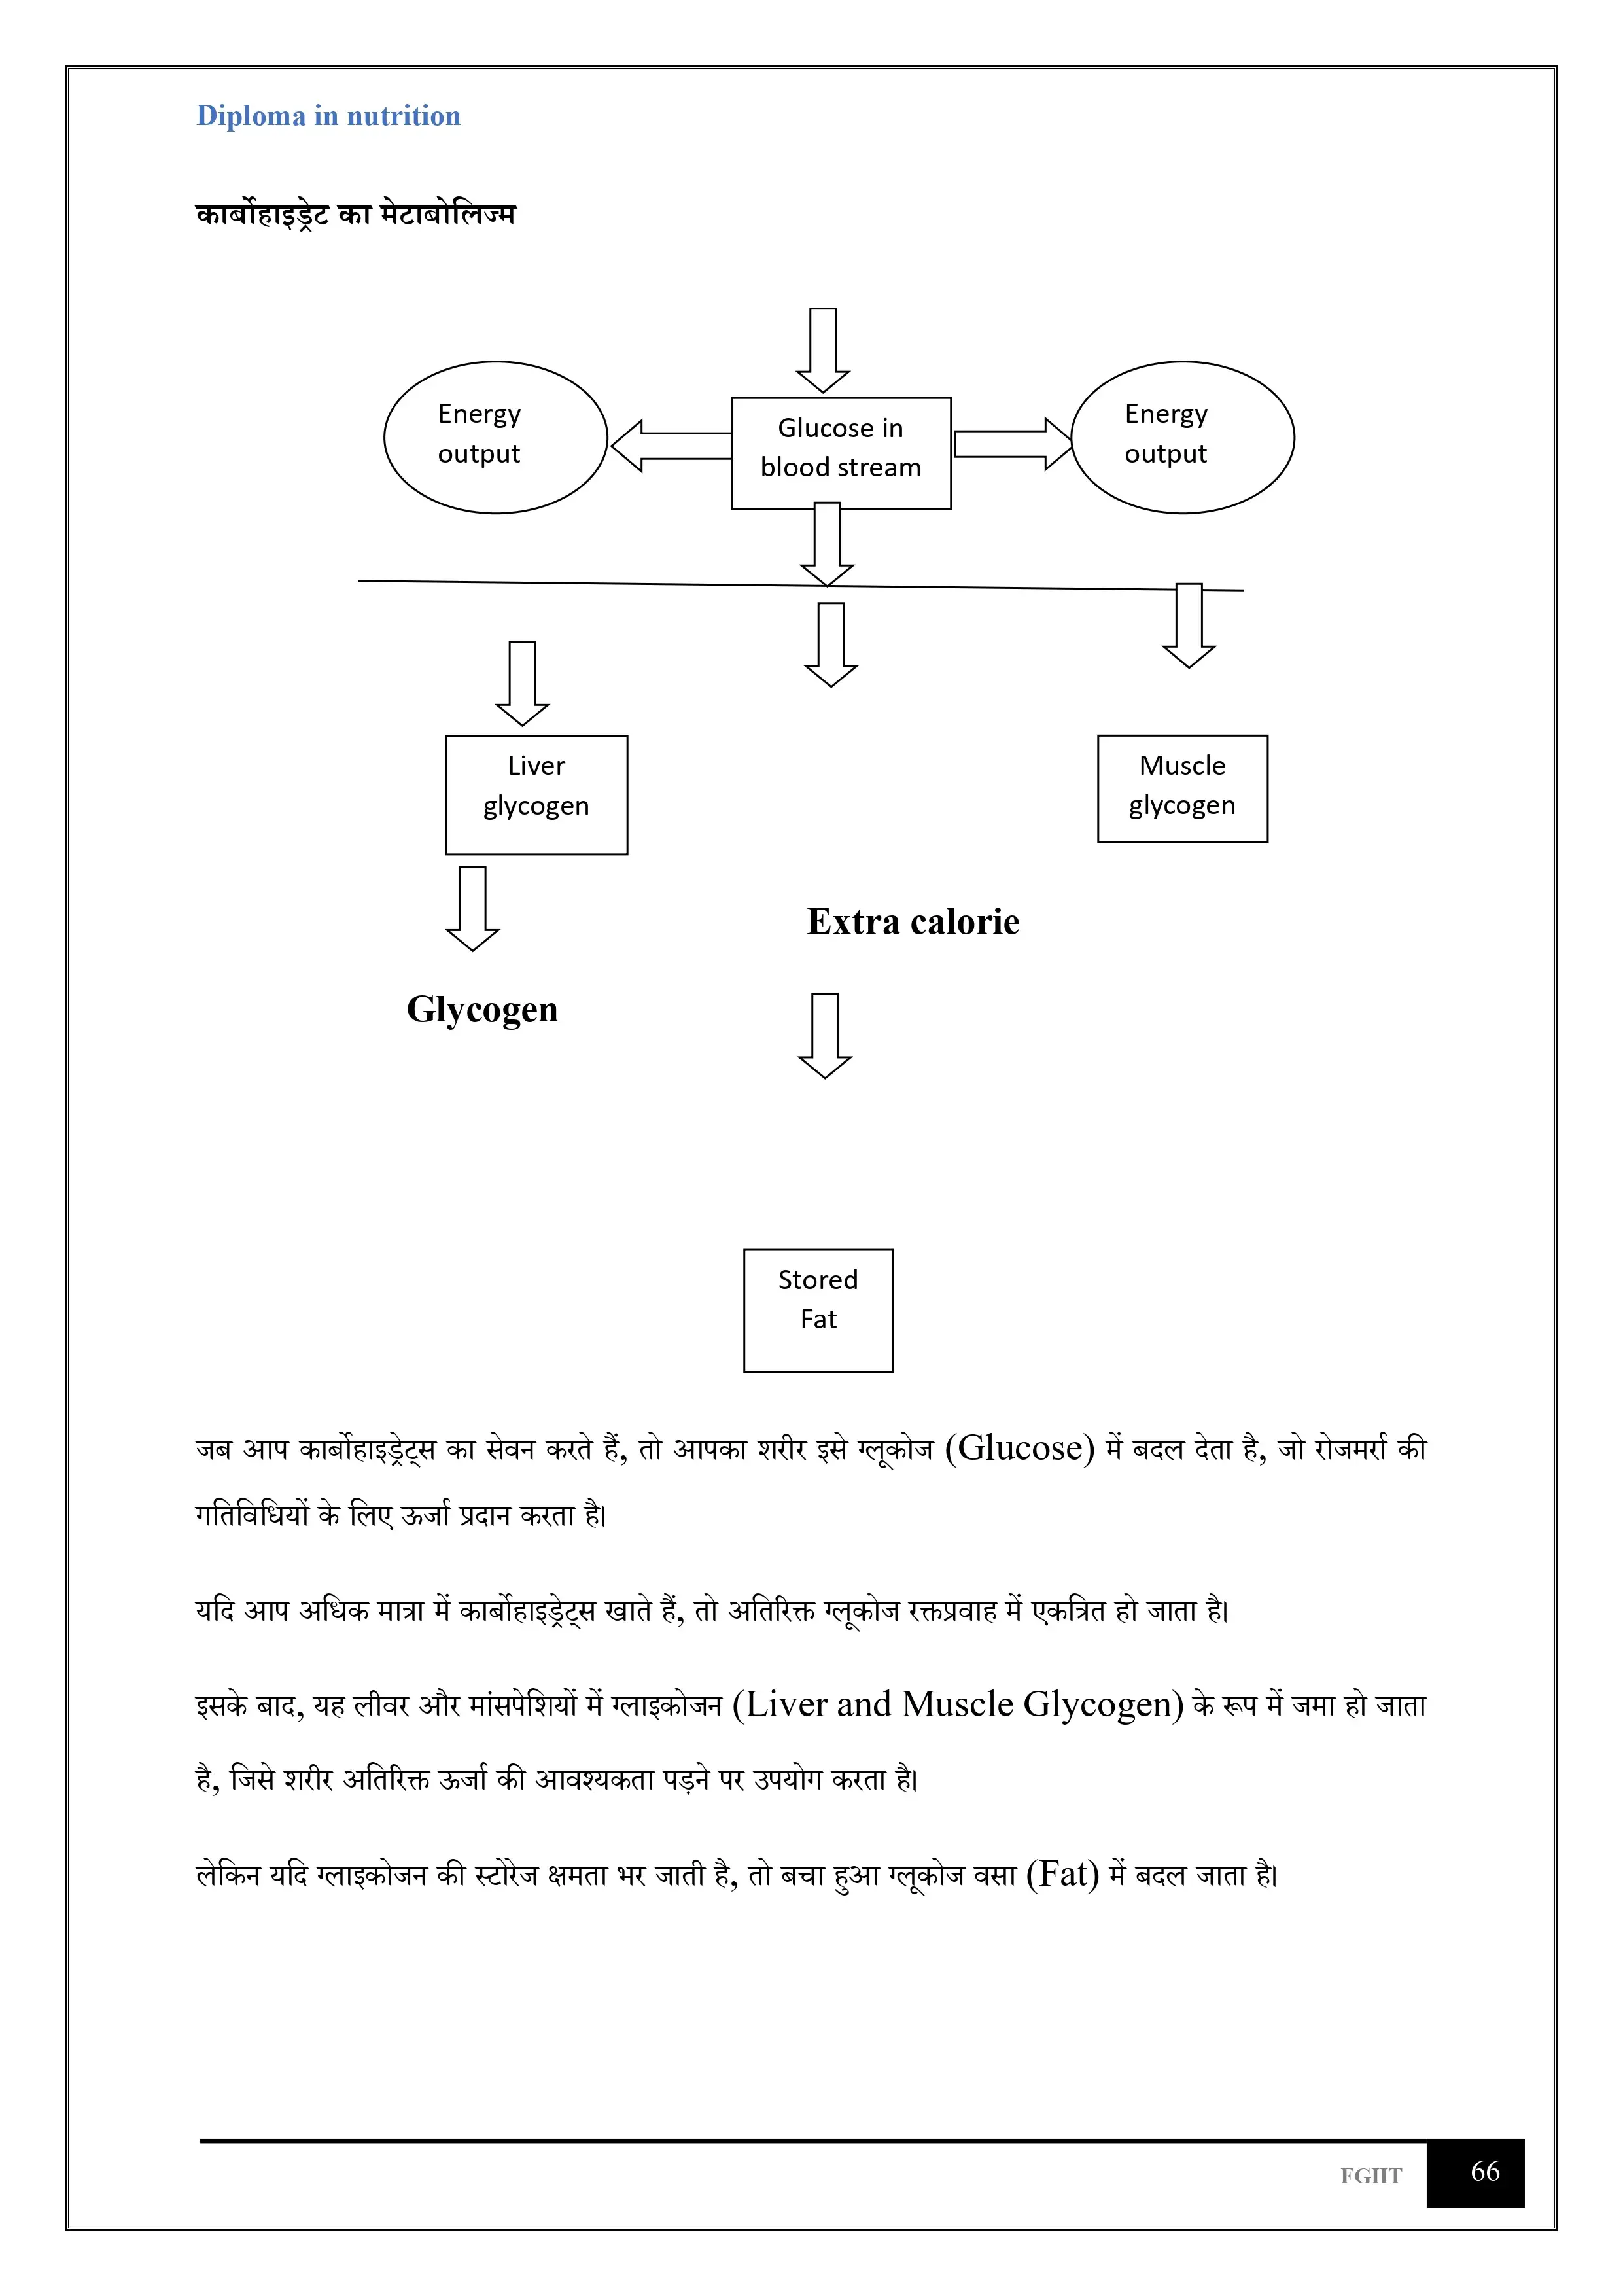 Diploma in nutrition
कार्बोहाइड्रेट का मेटाबोलिज्म
Energy
output
Glucose in
blood stream
Energy
output
Liver
glycogen
Muscle
glycogen
Extra calorie
Glycogen
Stored
Fat
जब आप कार्बोहाइड्रेट्स का सेवन करते हैं, तो आपका शरीर इसे ग्लूकोज (Glucose) में बदल देता है, जो रोजमर्रा की
गतिविधियों के लिए ऊर्जा प्रदान करता है।
यदि आप अधिक मात्रा में कार्बोहाइड्रेट्स खाते हैं, तो अतिरिक्त ग्लूकोज रक्तप्रवाह में एकत्रित हो जाता है।
इसके बाद, यह लीवर और मांसपेशियों में ग्लाइकोजन (Liver and Muscle Glycogen) के रूप में जमा हो जाता
है, जिसे शरीर अतिरिक्त ऊर्जा की आवश्यकता पड़ने पर उपयोग करता है।
लेकिन यदि ग्लाइकोजन की स्टोरेज क्षमता भर जाती है, तो बचा हुआ ग्लूकोज वसा (Fat) में बदल जाता है।
FGIIT 66